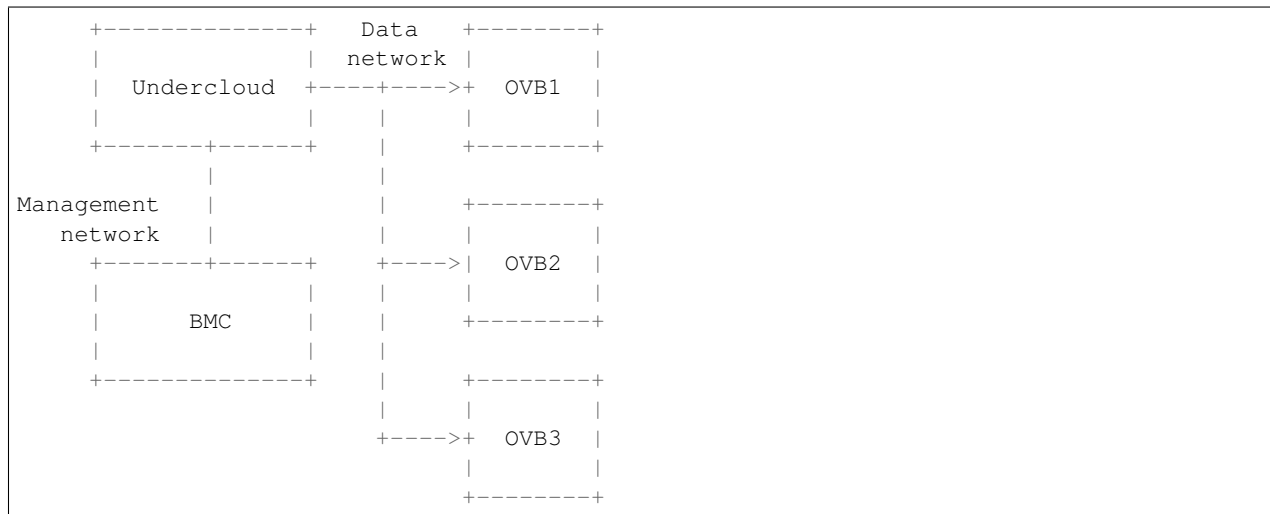 +--------------+   Data   +--------+
|              |  network |        |
|  Undercloud  +----+---->+  OVB1  |
|              |    |     |        |
+-------+------+    |     +--------+
        |           |
Management   |           |     +--------+
network   |           |     |        |
+-------+------+    +---->|  OVB2  |
|              |    |     |        |
|      BMC     |    |     +--------+
|              |    |
+--------------+    |     +--------+
                    |     |        |
                    +---->+  OVB3  |
                          |        |
                          +--------+